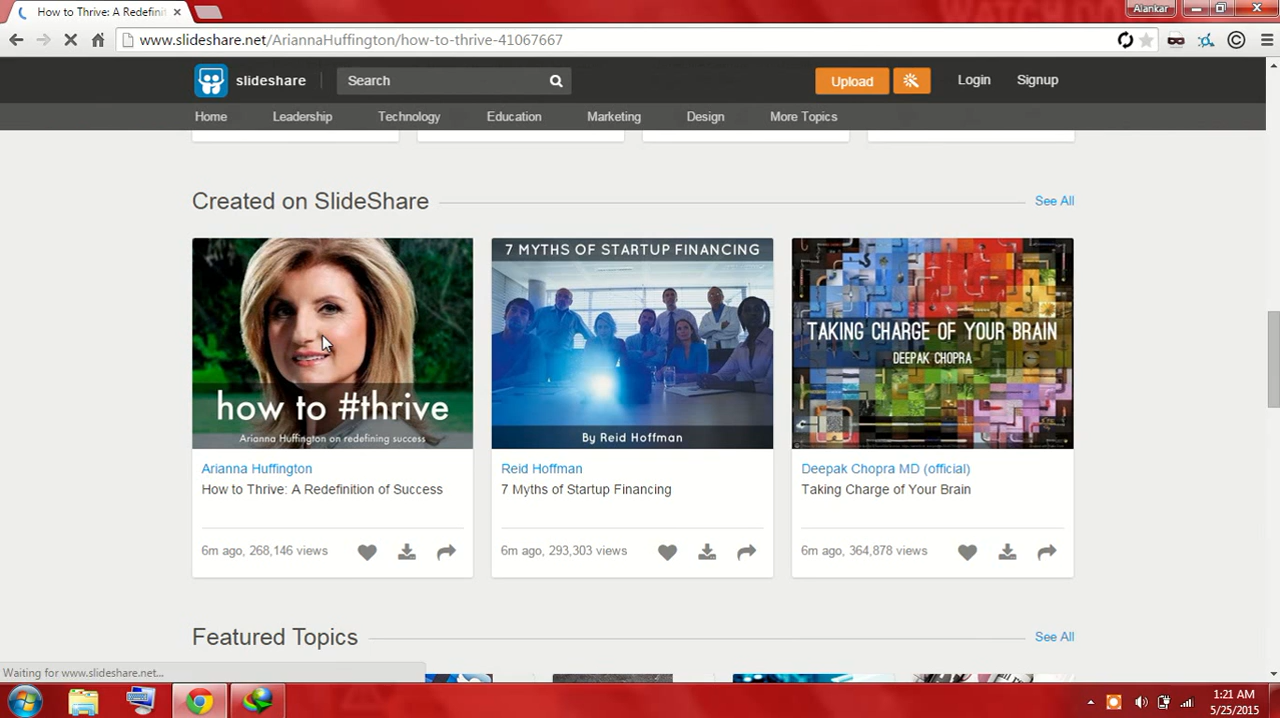 How to Thrive: A Redefinit
Alankar
www.slideshare.net/AriannaHuffington/how-to-thrive-41067667
slideshare
Search
Upload
Login
Signup
Home
Leadership
Technology
Education
Marketing
Design
More Topics
Created on SlideShare
See All
how to #thrive
Arianna Huffington on redefining success
Arianna Huffington
How to Thrive: A Redefinition of Success
6m ago, 268,146 views
7 MYTHS OF STARTUP FINANCING
By Reid Hoffman
Reid Hoffman
7 Myths of Startup Financing
6m ago, 293,303 views
TAKING CHARGE OF YOUR BRAIN
DEEPAK CHOPRA
Deepak Chopra MD (official)
Taking Charge of Your Brain
6m ago, 364,878 views
Featured Topics
See All
Waiting for www.slideshare.net...
1:21 AM
5/25/2015